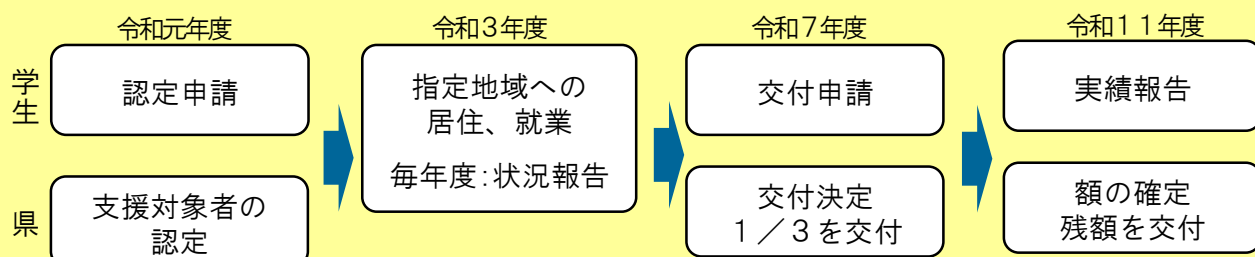 令和元年度
令和3年度
令和7年度
令和11年度
学生
認定申請
指定地域への
居住、就業
毎年度:状況報告
交付申請
実績報告
県
支援対象者の
認定
交付決定
1/3を交付
額の確定
残額を交付